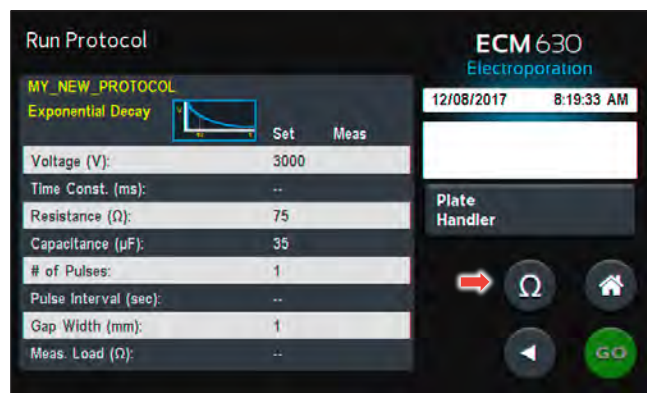 Run Protocol
MY_NEW_PROTOCOL
Exponential Decay
Set Meas
Voltage (V): 3000
Time Const. (ms): --
Resistance (Ω): 75
Capacitance (µF): 35
# of Pulses: 1
Pulse Interval (sec): --
Gap Width (mm): 1
Meas. Load (Ω): --
ECM 630
Electroporation
12/08/2017 8:19:33 AM
Plate
Handler
Ω
GO